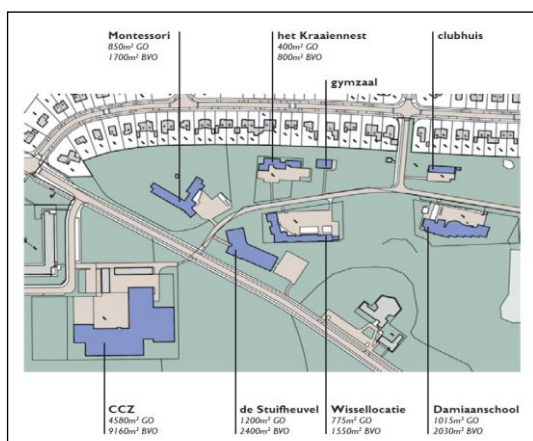 Montessori
850m² GO
1700m² BVO
het Kraaiennest
400m² GO
800m² BVO
clubhuis
gymzaal
CCZ
4580m² GO
9160m² BVO
de Stuifheuvel
1200m² GO
2400m² BVO
Wissellocatie
775m² GO
1550m² BVO
Damiaanschool
1015m² GO
2030m² BVO